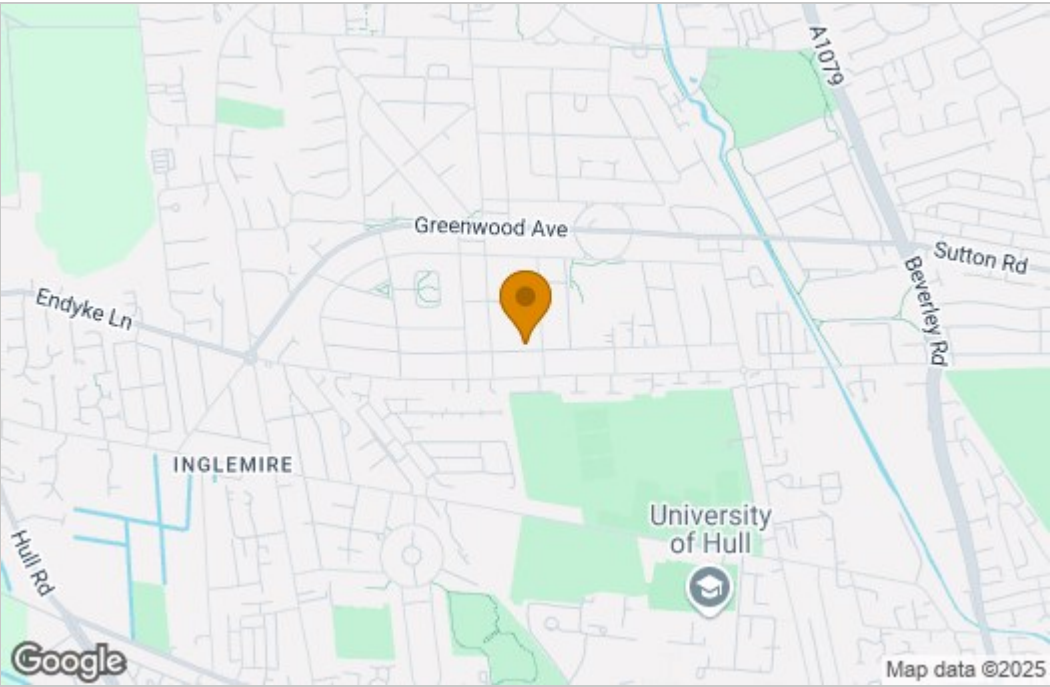 A1079
Greenwood Ave
Sutton Rd
Endyke Ln
Beverley Rd
INGLEMIRE
University
of Hull
Hull Rd
Google
Map data ©2025